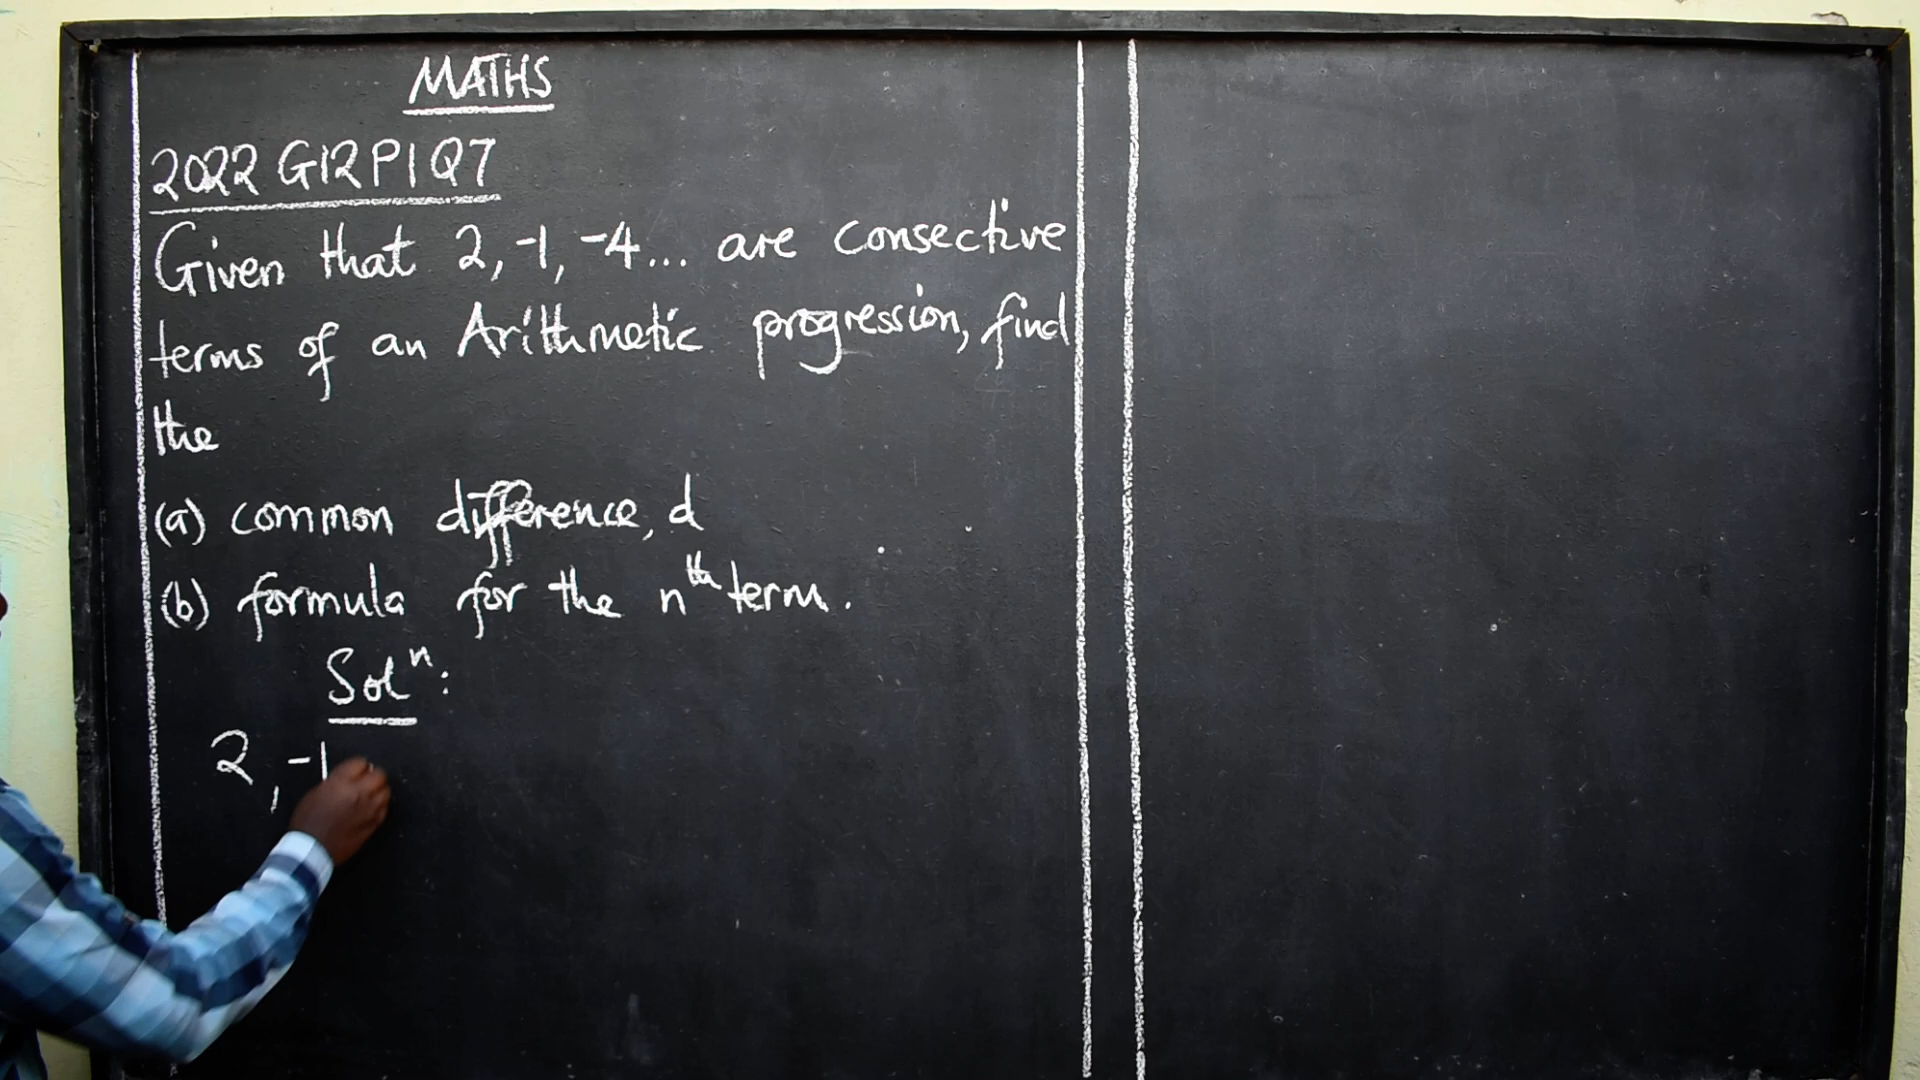 MATHS
2022 G12 P1 Q7
Given that 2, -1, -4... are consective
terms of an Arithmetic progression, find
the
(a) common difference, d
(b) formula for the nth term.
Solⁿ:
2, -1